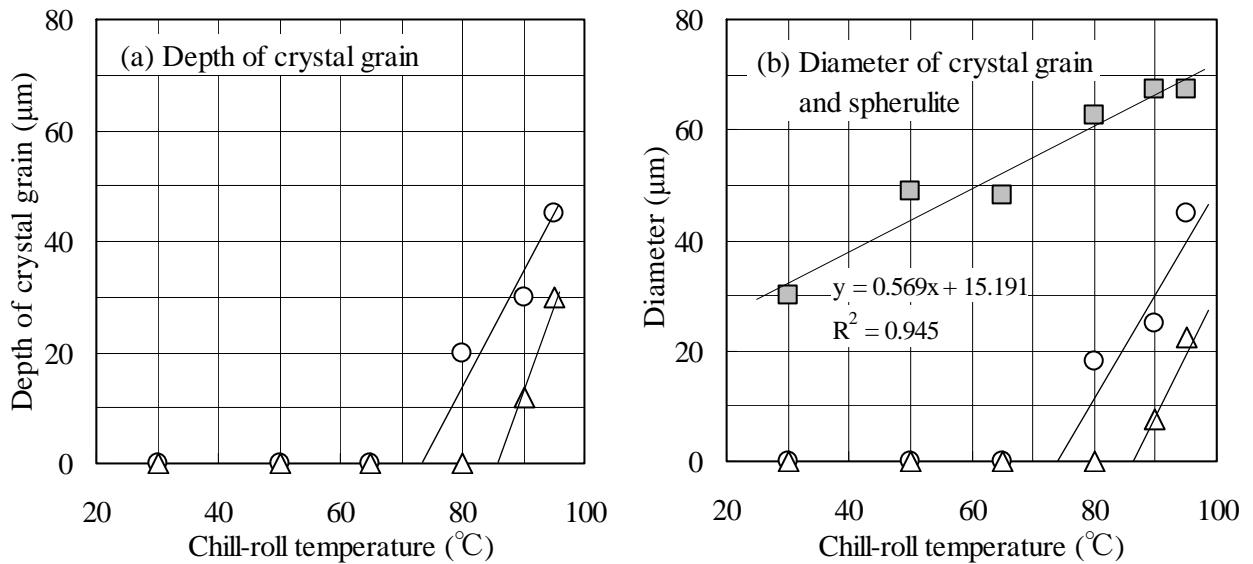 (a) Depth of crystal grain
Depth of crystal grain (μm)
80
60
40
20
0
20
40
60
80
100
Chill-roll temperature (℃)
(b) Diameter of crystal grain
and spherulite
Diameter (μm)
80
60
40
20
0
y = 0.569x + 15.191
R² = 0.945
20
40
60
80
100
Chill-roll temperature (℃)